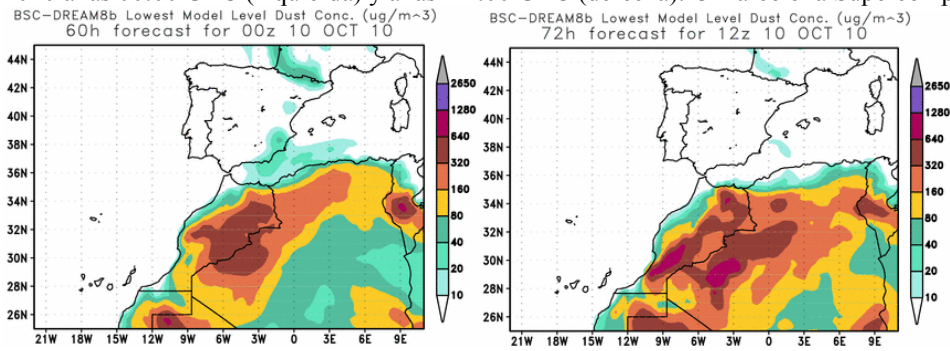 BSC-DREAM8b Lowest Model Level Dust Conc. (ug/m^3)
60h forecast for 00z 10 OCT 10
44N
42N
40N
38N
36N
34N
32N
30N
28N
26N
21W 18W 15W 12W 9W 6W 3W 0 3E 6E 9E
2650
1280
640
320
160
80
40
20
10
BSC-DREAM8b Lowest Model Level Dust Conc. (ug/m^3)
72h forecast for 12z 10 OCT 10
44N
42N
40N
38N
36N
34N
32N
30N
28N
26N
21W 18W 15W 12W 9W 6W 3W 0 3E 6E 9E
2650
1280
640
320
160
80
40
20
10